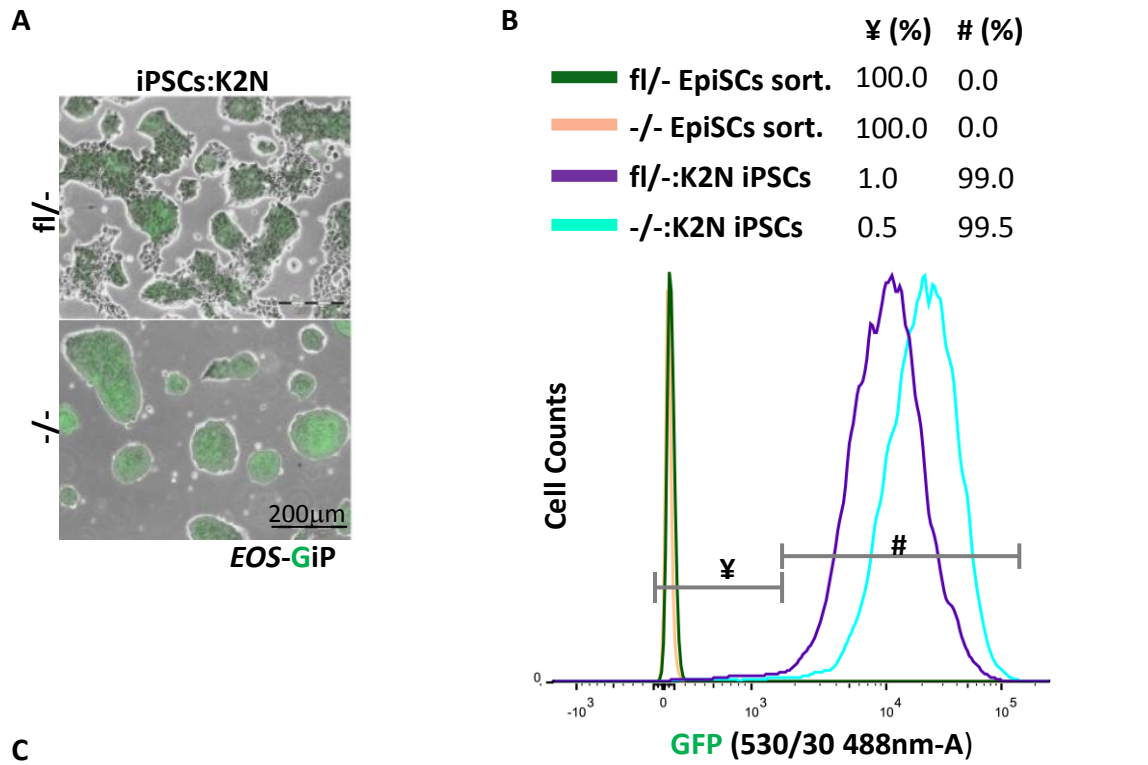 A
iPSCs:K2N
fl/-
-/-
200μm
EOS-GiP
B
¥ (%) # (%)
fl/- EpiSCs sort. 100.0 0.0
-/- EpiSCs sort. 100.0 0.0
fl/-:K2N iPSCs 1.0 99.0
-/-:K2N iPSCs 0.5 99.5
Cell Counts
#
¥
0
-10³ 0 10³ 10⁴ 10⁵
GFP (530/30 488nm-A)
C